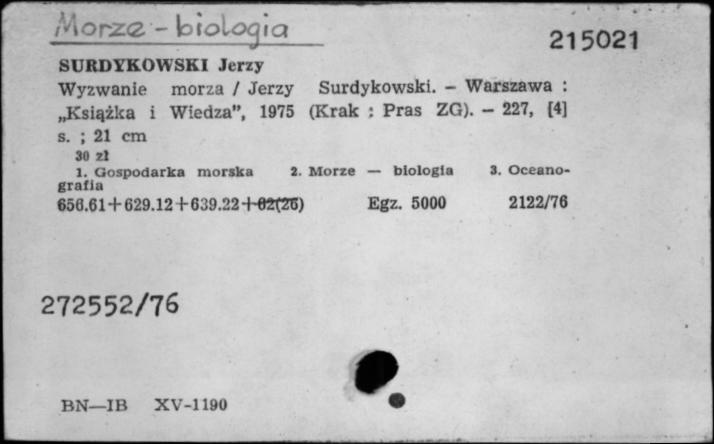 Morze - biologia
215021
SURDYKOWSKI Jerzy
Wyzwanie morza / Jerzy Surdykowski. — Warszawa :
„Książka i Wiedza”, 1975 (Krak : Pras ZG). — 227, [4]
s. ; 21 cm
30 zł
1. Gospodarka morska 2. Morze — biologia 3. Oceano-
grafia
656.61+629.12+639.22+62(26) Egz. 5000 2122/76
272552/76
BN—IB XV-1190